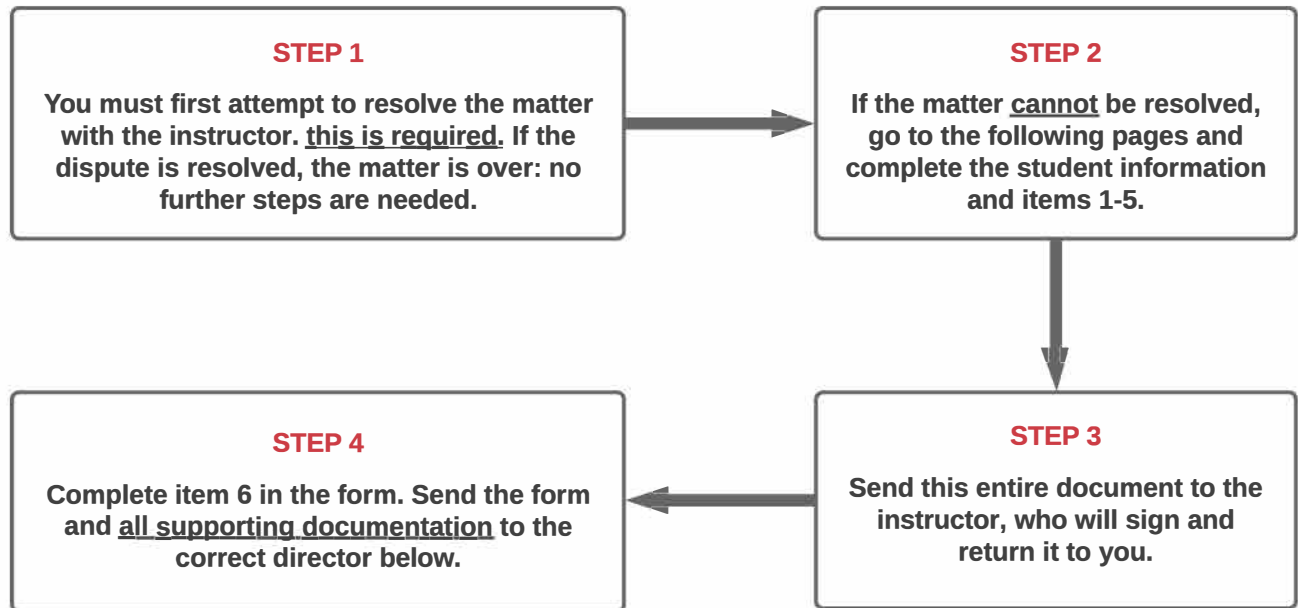 STEP 1
You must first attempt to resolve the matter
with the instructor. this is required. If the
dispute is resolved, the matter is over: no
further steps are needed.
STEP 2
If the matter cannot be resolved,
go to the following pages and
complete the student information
and items 1-5.
STEP 3
Send this entire document to the
instructor, who will sign and
return it to you.
STEP 4
Complete item 6 in the form. Send the form
and all supporting documentation to the
correct director below.